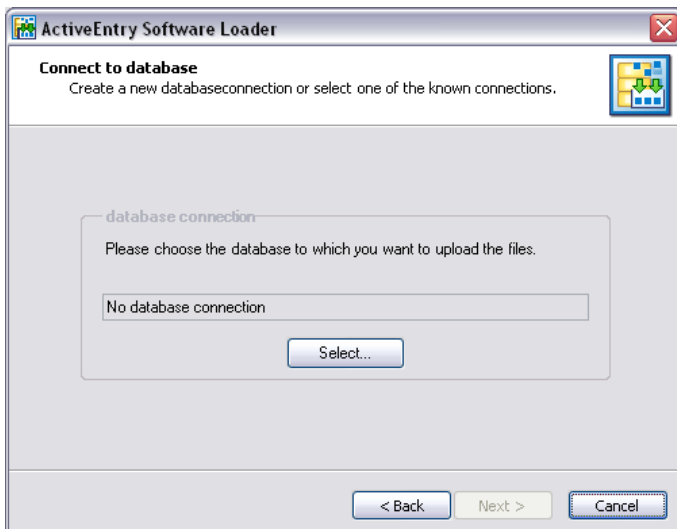 ActiveEntry Software Loader
Connect to database
Create a new databaseconnection or select one of the known connections.
database connection
Please choose the database to which you want to upload the files.
No database connection
Select...
< Back
Next >
Cancel